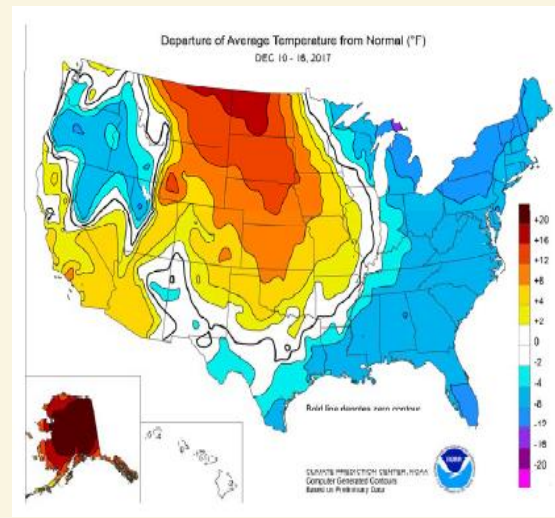 Departure of Average Temperature from Normal (°F)
DEC 10 - 16, 2017
+20
+16
+12
+8
+4
+2
0
-2
-4
-8
-16
-20
Bold line denotes zero contour
CLIMATE PREDICTION CENTER, NOAA
Computer Generated Contours
Based on Preliminary Data
NOAA